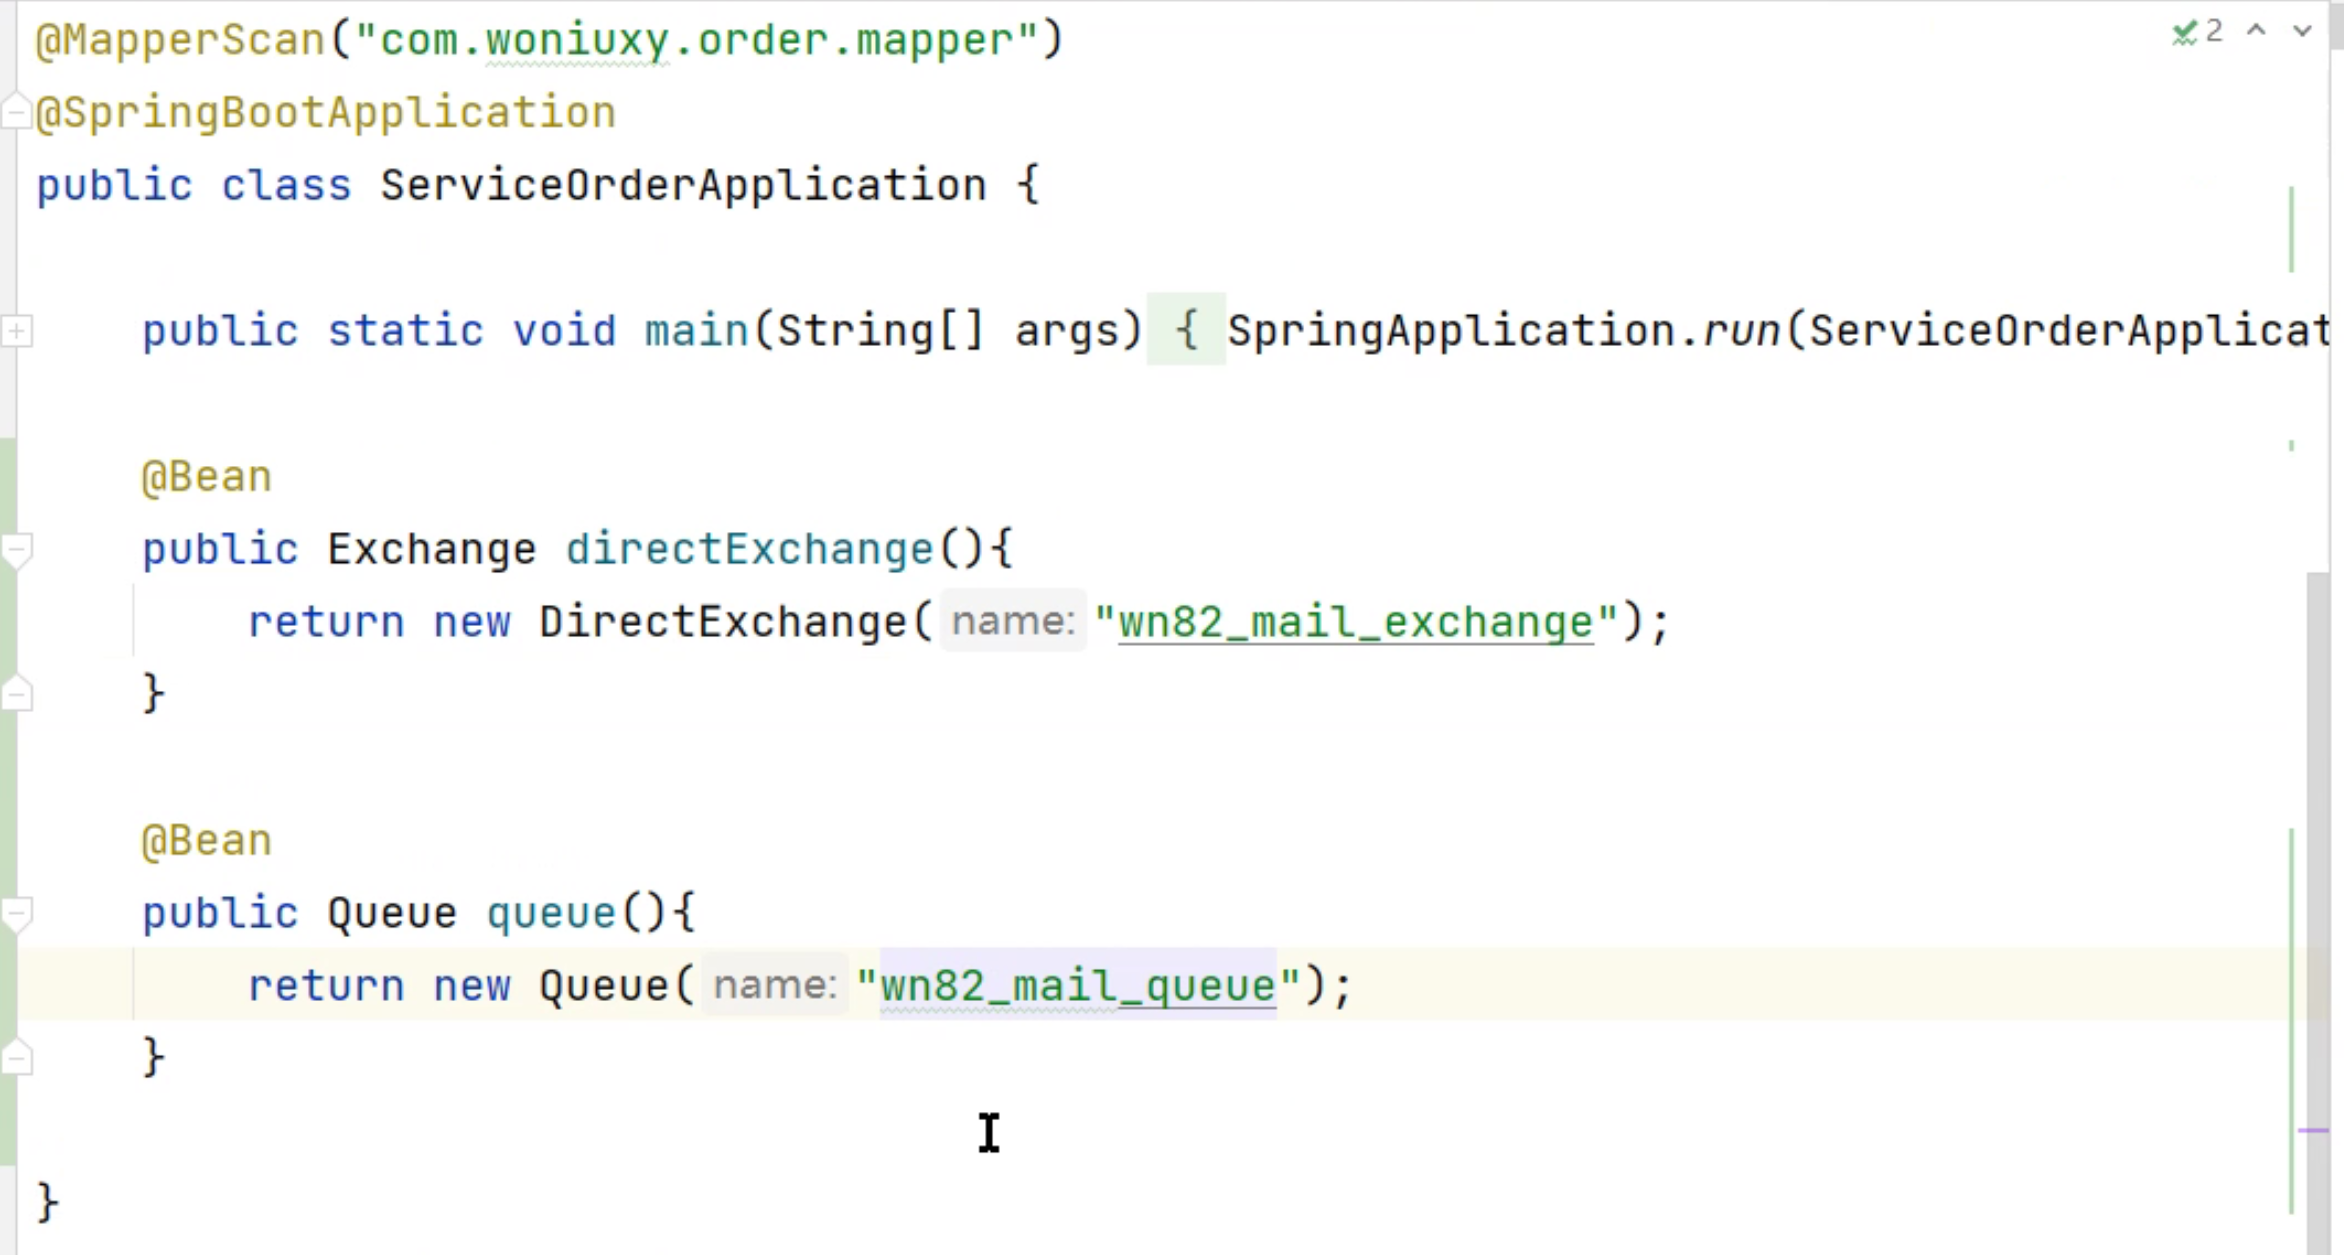 @MapperScan("com.woniuxy.order.mapper")
2
@SpringBootApplication
public class ServiceOrderApplication {
public static void main(String[] args) { SpringApplication.run(ServiceOrderApplicat
@Bean
public Exchange directExchange(){
return new DirectExchange( name: "wn82_mail_exchange");
}
@Bean
public Queue queue(){
return new Queue( name: "wn82_mail_queue");
}
}